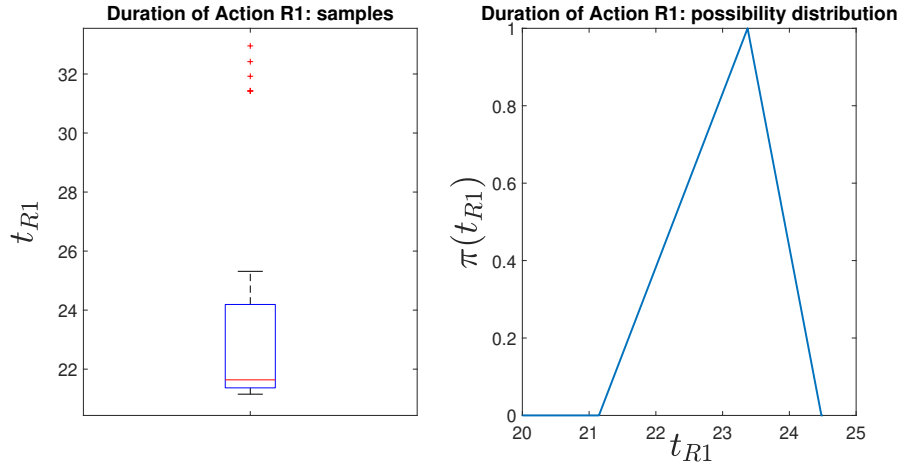 Duration of Action R1: samples
32
30
28
26
24
22
t_{R1}
Duration of Action R1: possibility distribution
1
0.8
0.6
0.4
0.2
0
π(t_{R1})
20 21 22 23 24 25
t_{R1}